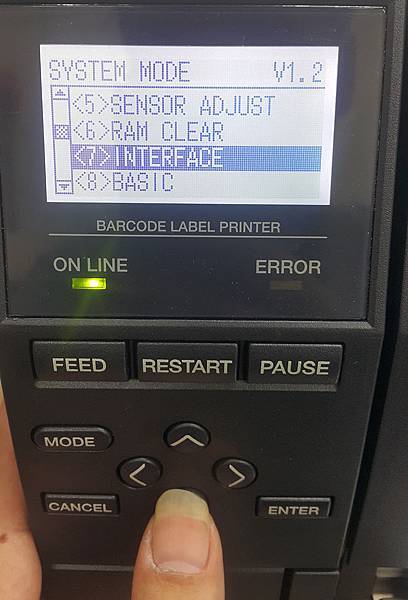 SYSTEM MODE V1.2
<5>SENSOR ADJUST
<6>RAM CLEAR
<7>INTERFACE
<8>BASIC
BARCODE LABEL PRINTER
ON LINE ERROR
FEED RESTART PAUSE
MODE
CANCEL ENTER